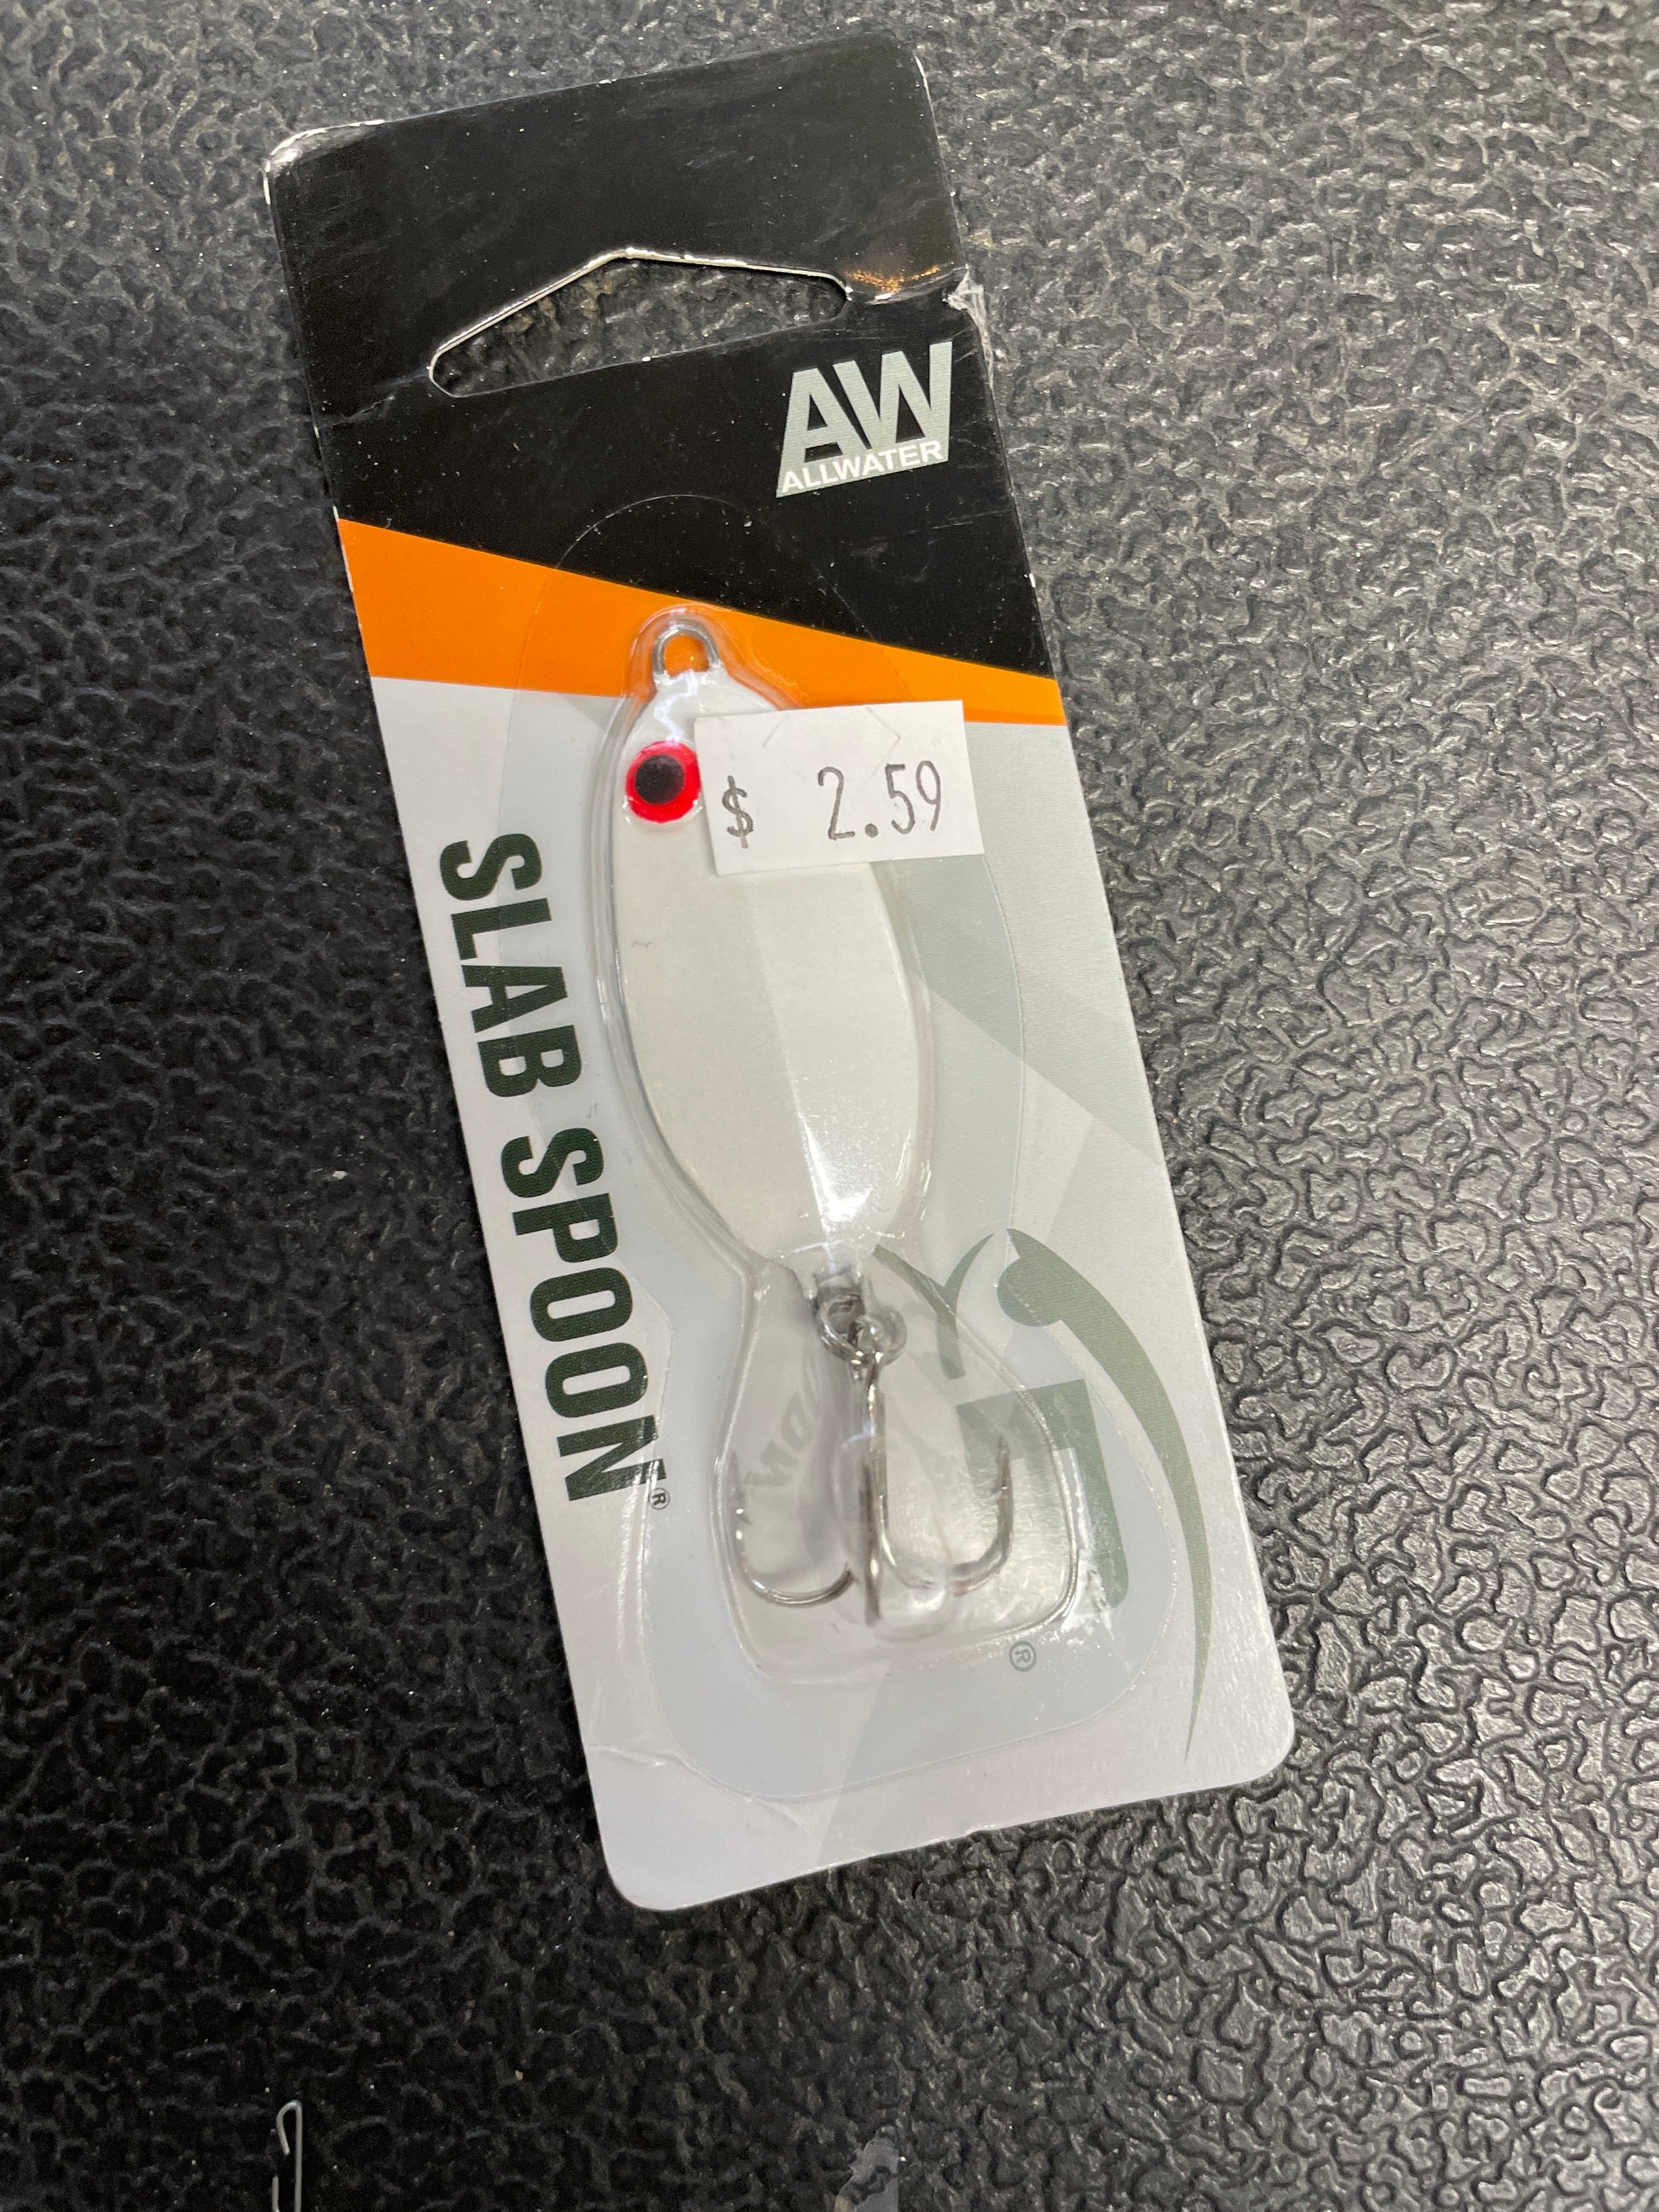 AW
ALLWATER
$ 2.59
SLAB SPOON®
®